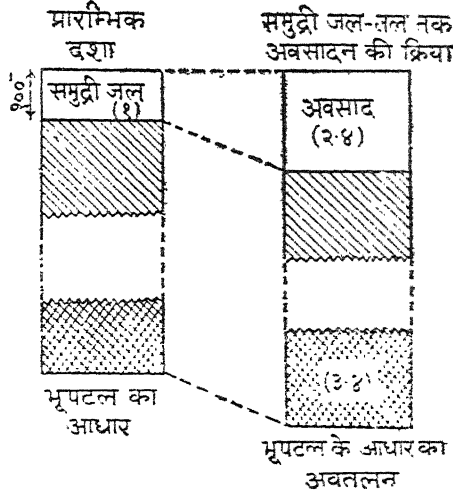 प्रारम्भिक
दशा
समुद्री जल-तल तक
अवसादन की क्रिया
१००'
समुद्री जल
(१)
अवसाद
(२·४)
(३·४)
भूपटल का
आधार
भूपटल के आधार का
अवतलन